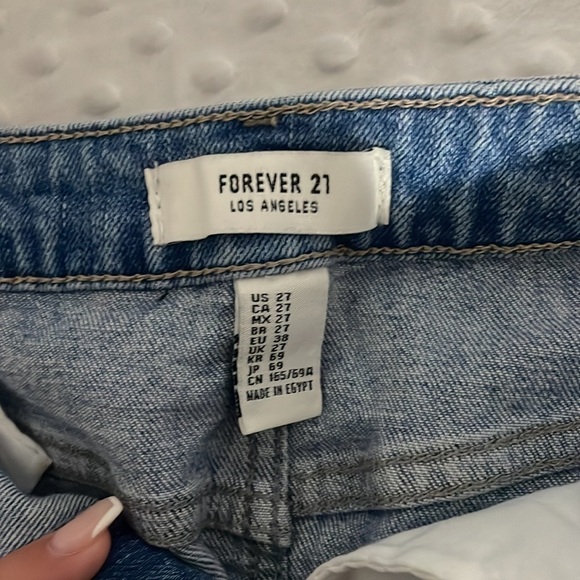 FOREVER 21
LOS ANGELES
US 27
CA 27
MX 27
BR 27
EU 38
UK 27
KR 69
JP 69
CN 165/69A
MADE IN EGYPT